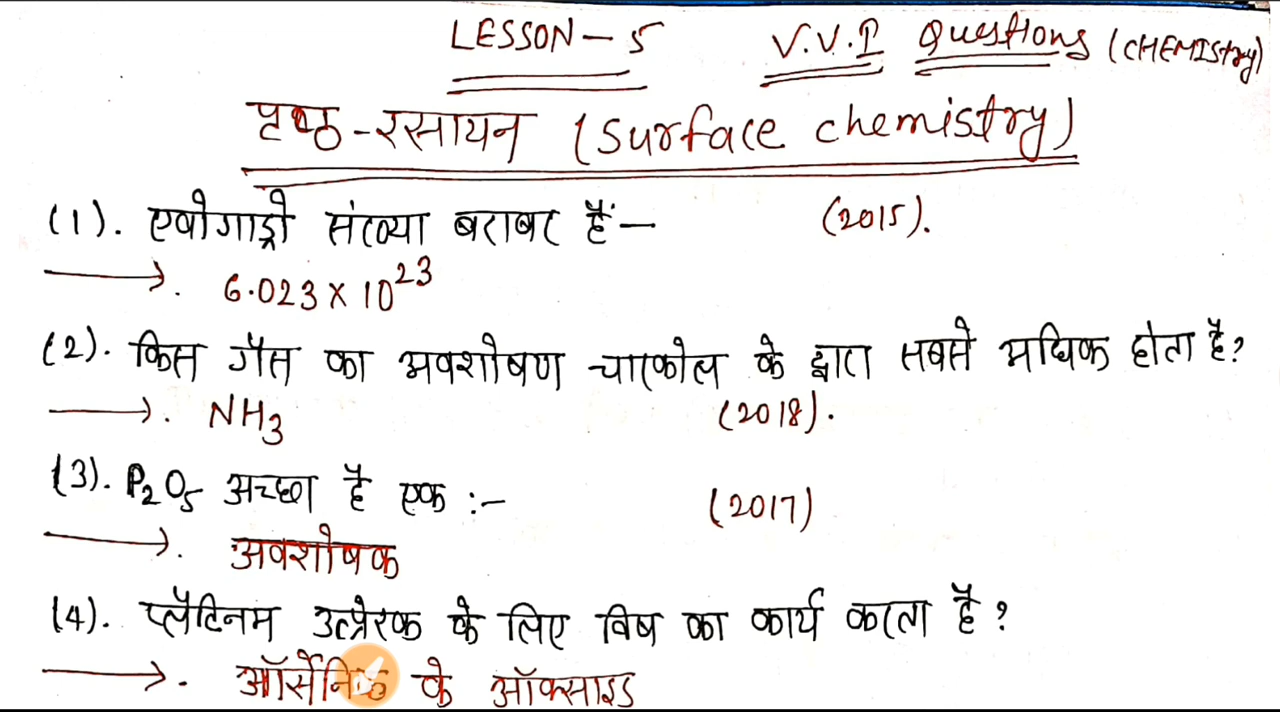 LESSON - 5 V.V.I Questions (CHEMIStry)
पृष्ठ-रसायन (Surface chemistry)
(1). एवोगाड्रो संख्या बराबर हैं- (2015).
→. 6.023 × 10²³
(2). किस गैस का अवशोषण चारकोल के द्वारा सबसे अधिक होता है?
→. NH₃ (2018).
(3). P₂O₅ अच्छा है एक :- (2017)
→. अवशोषक
(4). प्लैटिनम उत्प्रेरक के लिए विष का कार्य करता है?
→. ऑर्सेनिक के ऑक्साइड